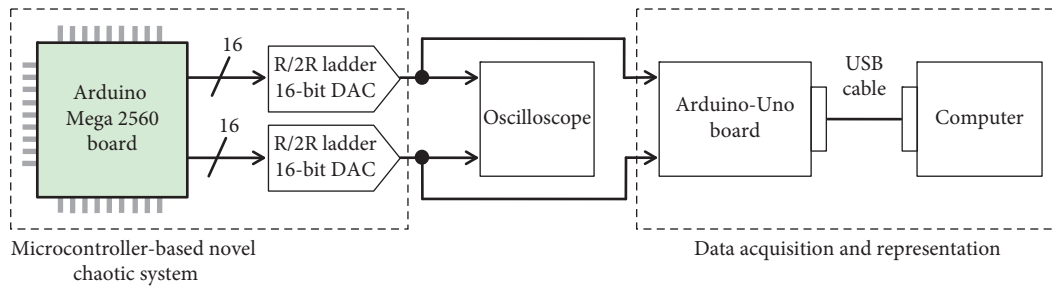 Arduino
Mega 2560
board
16
R/2R ladder
16-bit DAC
16
R/2R ladder
16-bit DAC
Oscilloscope
Arduino-Uno
board
USB
cable
Computer
Microcontroller-based novel
chaotic system
Data acquisition and representation